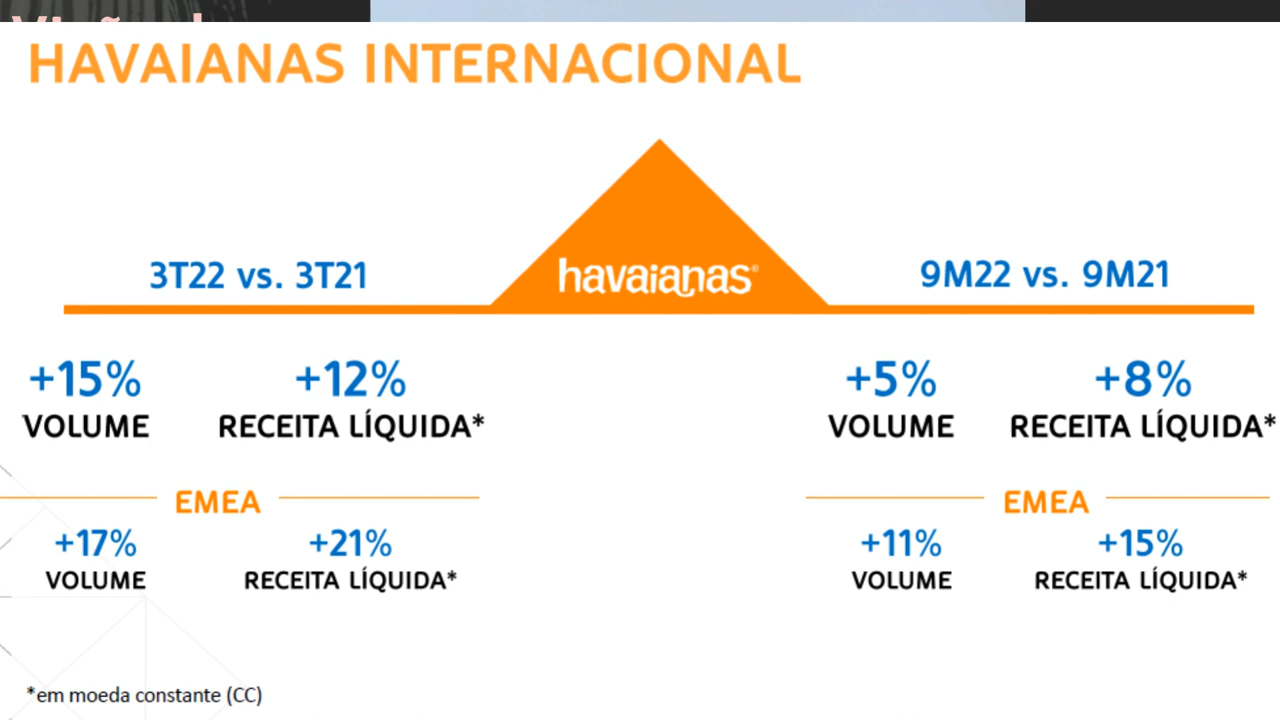 HAVAIANAS INTERNACIONAL
havaianas®
3T22 vs. 3T21
9M22 vs. 9M21
+15%
VOLUME
+12%
RECEITA LÍQUIDA*
+5%
VOLUME
+8%
RECEITA LÍQUIDA*
EMEA
+17%
VOLUME
+21%
RECEITA LÍQUIDA*
EMEA
+11%
VOLUME
+15%
RECEITA LÍQUIDA*
*em moeda constante (CC)